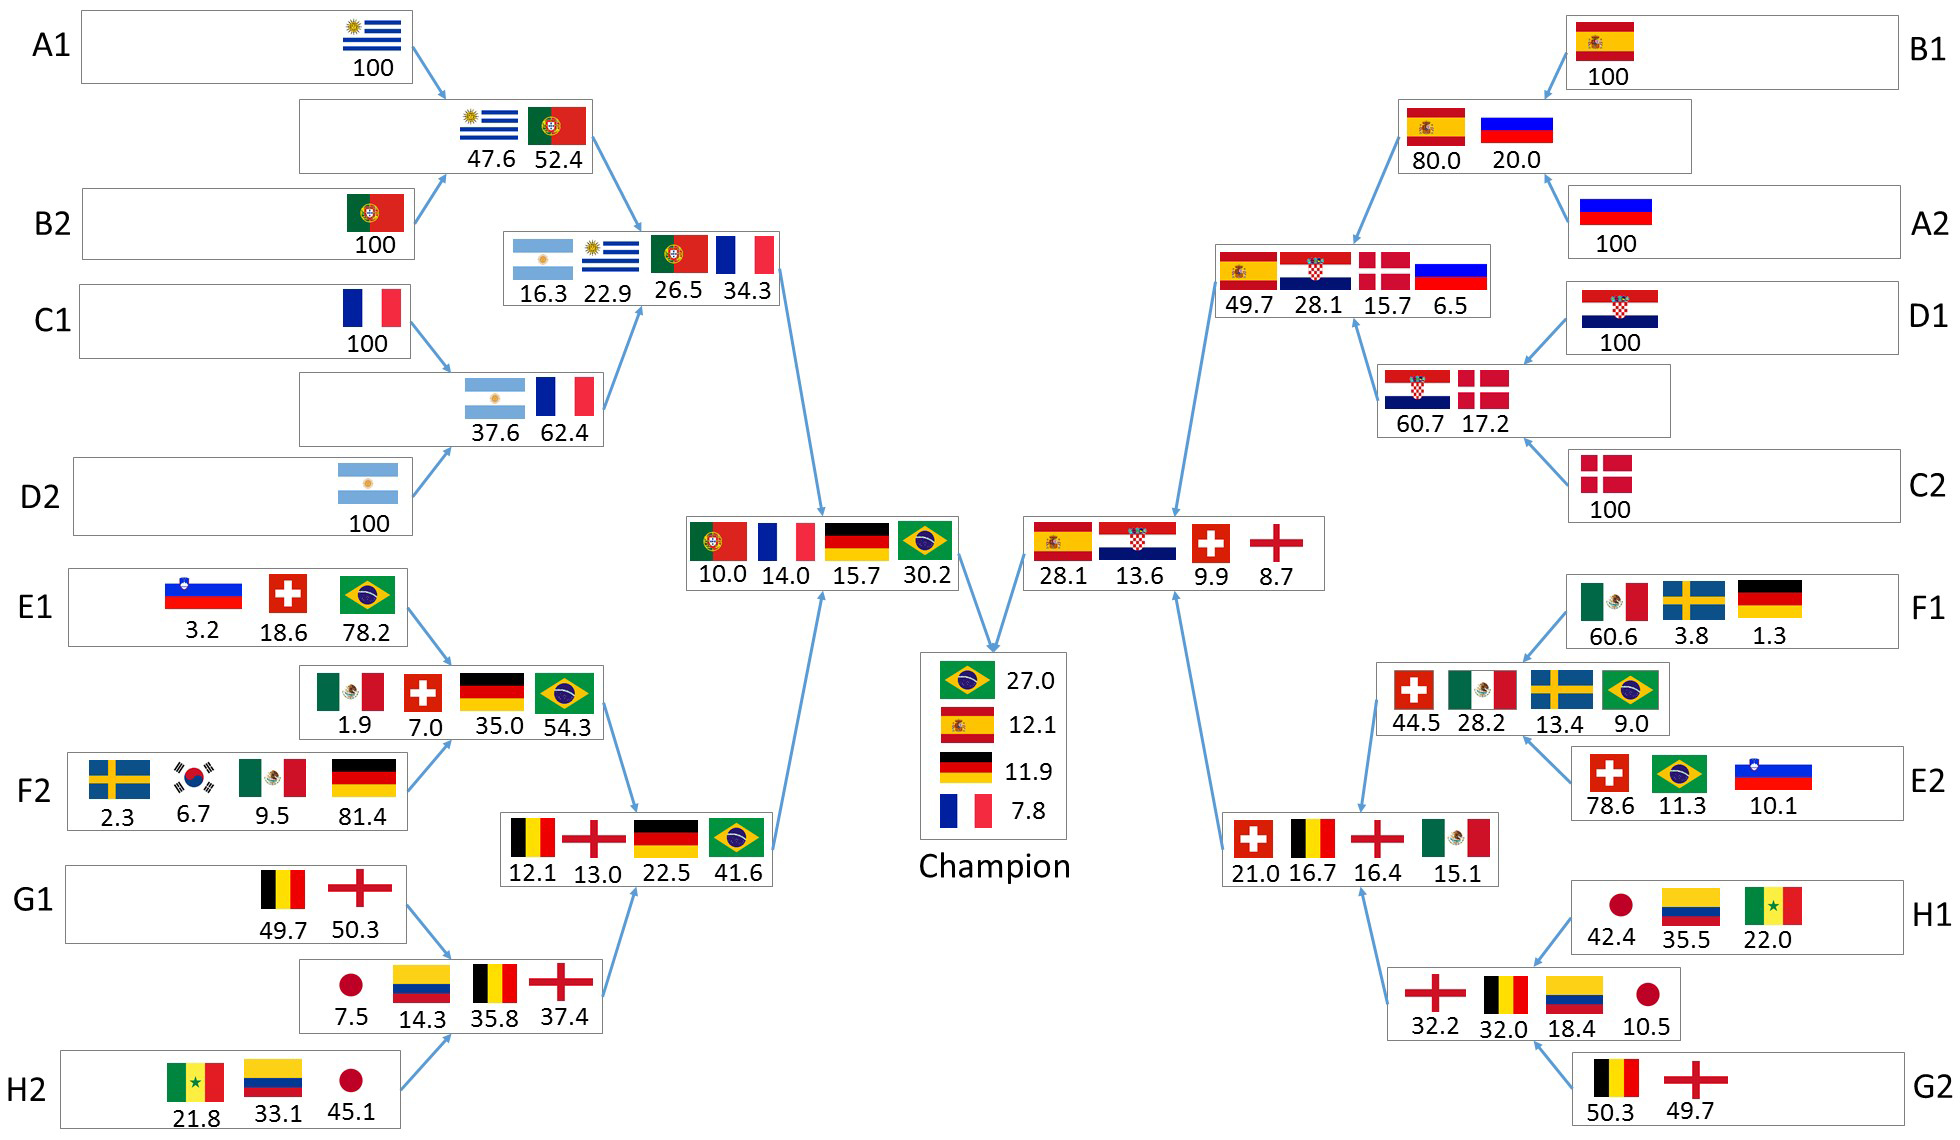 A1
100
47.6 52.4
B2
100
16.3 22.9 26.5 34.3
C1
100
37.6 62.4
D2
100
10.0 14.0 15.7 30.2
E1
3.2 18.6 78.2
1.9 7.0 35.0 54.3
F2
2.3 6.7 9.5 81.4
12.1 13.0 22.5 41.6
G1
49.7 50.3
7.5 14.3 35.8 37.4
H2
21.8 33.1 45.1
27.0
12.1
11.9
7.8
Champion
B1
100
80.0 20.0
A2
100
49.7 28.1 15.7 6.5
D1
100
60.7 17.2
C2
100
28.1 13.6 9.9 8.7
F1
60.6 3.8 1.3
44.5 28.2 13.4 9.0
E2
78.6 11.3 10.1
21.0 16.7 16.4 15.1
H1
42.4 35.5 22.0
32.2 32.0 18.4 10.5
G2
50.3 49.7